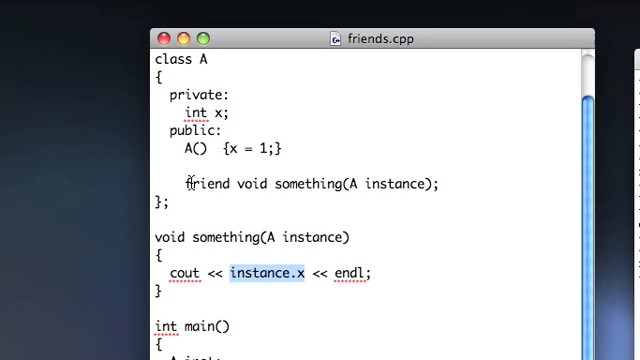 friends.cpp
class A
{
private:
int x;
public:
A() {x = 1;}
friend void something(A instance);
};
void something(A instance)
{
cout << instance.x << endl;
}
int main()
{
A inst;